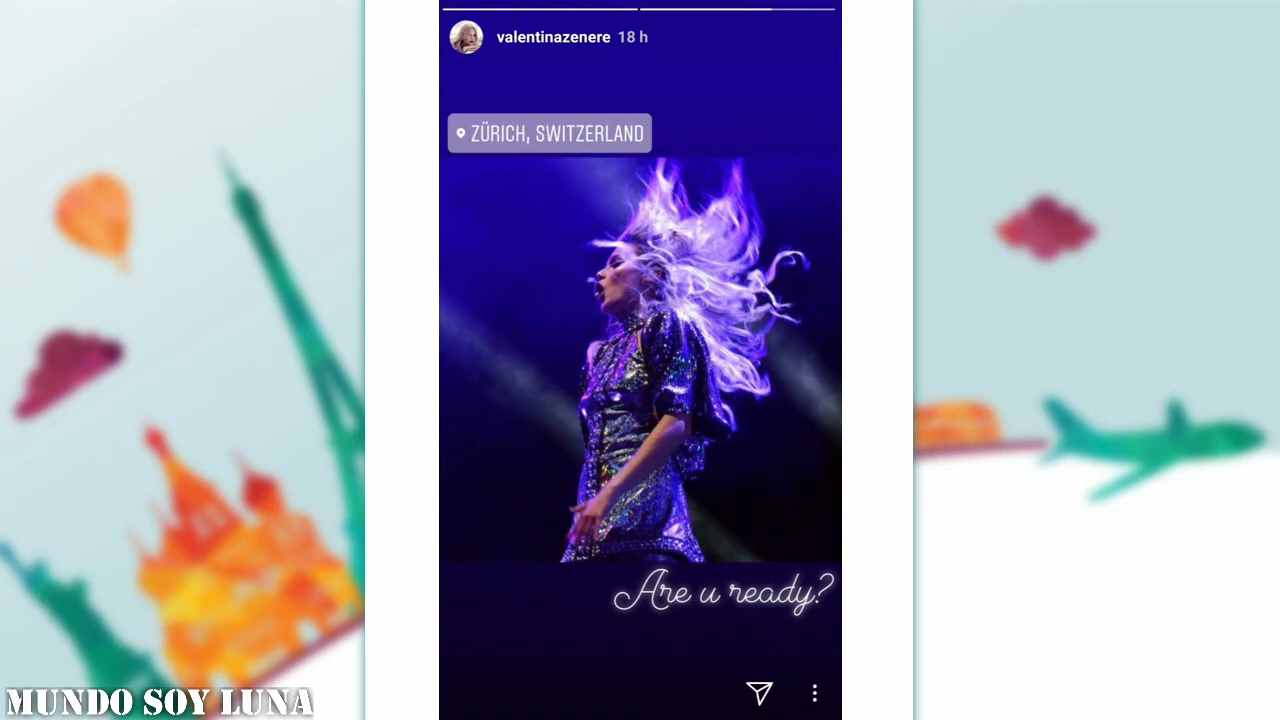 valentinazenere 18 h
ZÜRICH, SWITZERLAND
Are u ready?
MUNDO SOY LUNA